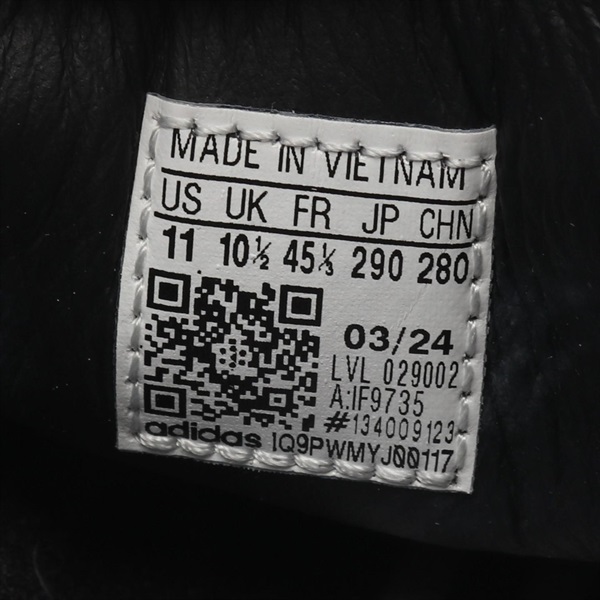 MADE IN VIETNAM
US UK FR JP CHN
11 10½ 45⅓ 290 280
03/24
LVL 029002
A:IF9735
#134009123
adidas 1Q9PWMYJ00117